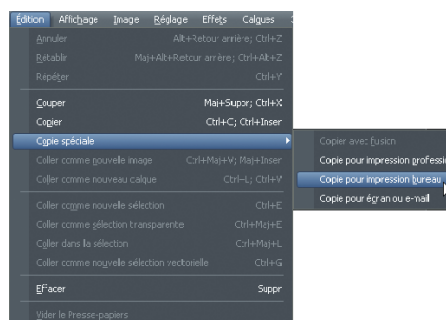 Édition Affichage Image Réglage Effets Calques
Annuler Alt+Retour arrière; Ctrl+Z
Rétablir Maj+Alt+Retour arrière; Ctrl+Alt+Z
Répéter Ctrl+Y
Couper Maj+Suppr; Ctrl+X
Copier Ctrl+C; Ctrl+Inser
Copie spéciale
Copier avec fusion
Coller comme nouvelle image Ctrl+Maj+V; Maj+Inser
Copie pour impression professi
Coller comme nouveau calque Ctrl+L; Ctrl+V
Copie pour impression bureau
Copie pour écran ou e-mail
Coller comme nouvelle sélection Ctrl+E
Coller comme sélection transparente Ctrl+Maj+E
Coller dans la sélection Ctrl+Maj+L
Coller comme nouvelle sélection vectorielle Ctrl+G
Effacer Suppr
Vider le Presse-papiers